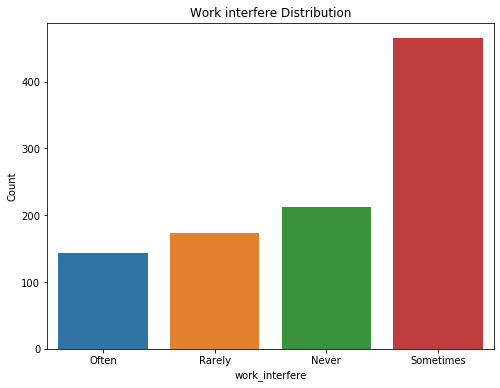 Work interfere Distribution
Count
400
300
200
100
0
Often Rarely Never Sometimes
work_interfere